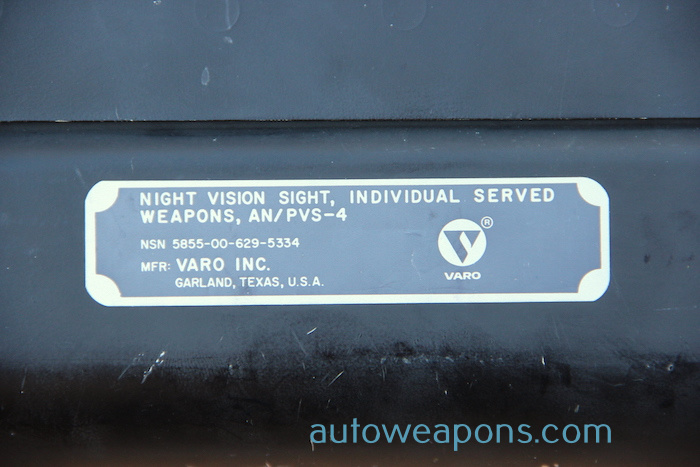 NIGHT VISION SIGHT, INDIVIDUAL SERVED
WEAPONS, AN/PVS-4
NSN 5855-00-629-5334
MFR: VARO INC.
GARLAND, TEXAS, U.S.A.
®
VARO
autoweapons.com